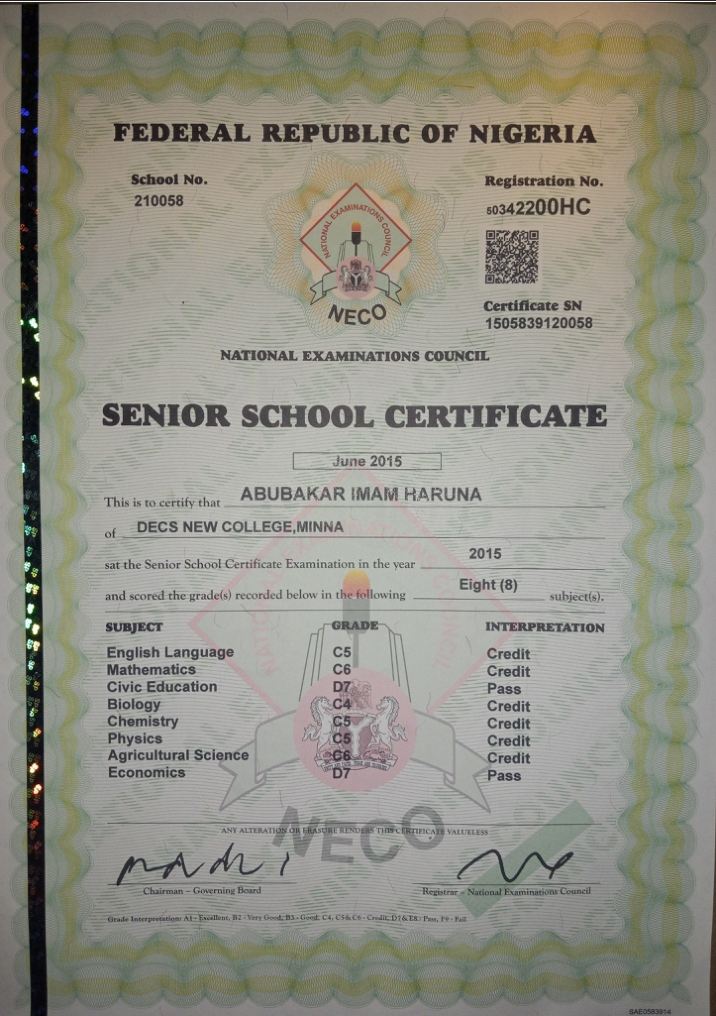 FEDERAL REPUBLIC OF NIGERIA
School No.
210058
Registration No.
50342200HC
NATIONAL EXAMINATIONS COUNCIL
NECO
Certificate SN
1505839120058
NATIONAL EXAMINATIONS COUNCIL
SENIOR SCHOOL CERTIFICATE
June 2015
This is to certify that ABUBAKAR IMAM HARUNA
of DECS NEW COLLEGE,MINNA
sat the Senior School Certificate Examination in the year 2015
and scored the grade(s) recorded below in the following Eight (8) subject(s).
SUBJECT GRADE INTERPRETATION
English Language C5 Credit
Mathematics C6 Credit
Civic Education D7 Pass
Biology C4 Credit
Chemistry C5 Credit
Physics C5 Credit
Agricultural Science C6 Credit
Economics D7 Pass
NATIONAL EXAMINATIONS COUNCIL
NECO
ANY ALTERATION OR ERASURE RENDERS THIS CERTIFICATE VALUELESS
Chairman – Governing Board
Registrar – National Examinations Council
Grade Interpretation: A1 - Excellent, B2 - Very Good, B3 - Good, C4, C5 & C6 - Credit, D7 & E8 - Pass, F9 - Fail
SAE0583914